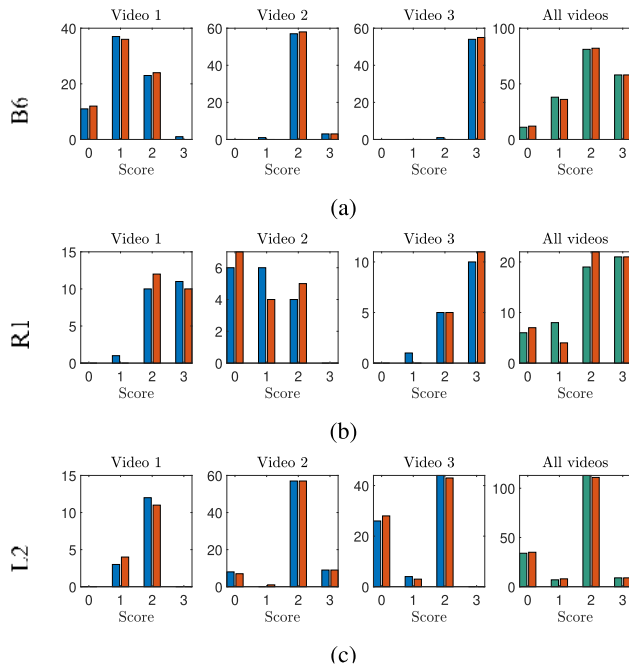 Video 1 Video 2 Video 3 All videos
B6
40 60 60 100
20 40 40 50
0 20 20 0
0 0
0 1 2 3 0 1 2 3 0 1 2 3 0 1 2 3
Score Score Score Score
(a)
Video 1 Video 2 Video 3 All videos
R1
15 6 10 20
10 4 5 10
5 2 0 0
0 0
0 1 2 3 0 1 2 3 0 1 2 3 0 1 2 3
Score Score Score Score
(b)
Video 1 Video 2 Video 3 All videos
L2
15 60 40 100
10 40 20 50
5 20 0 0
0 0
0 1 2 3 0 1 2 3 0 1 2 3 0 1 2 3
Score Score Score Score
(c)